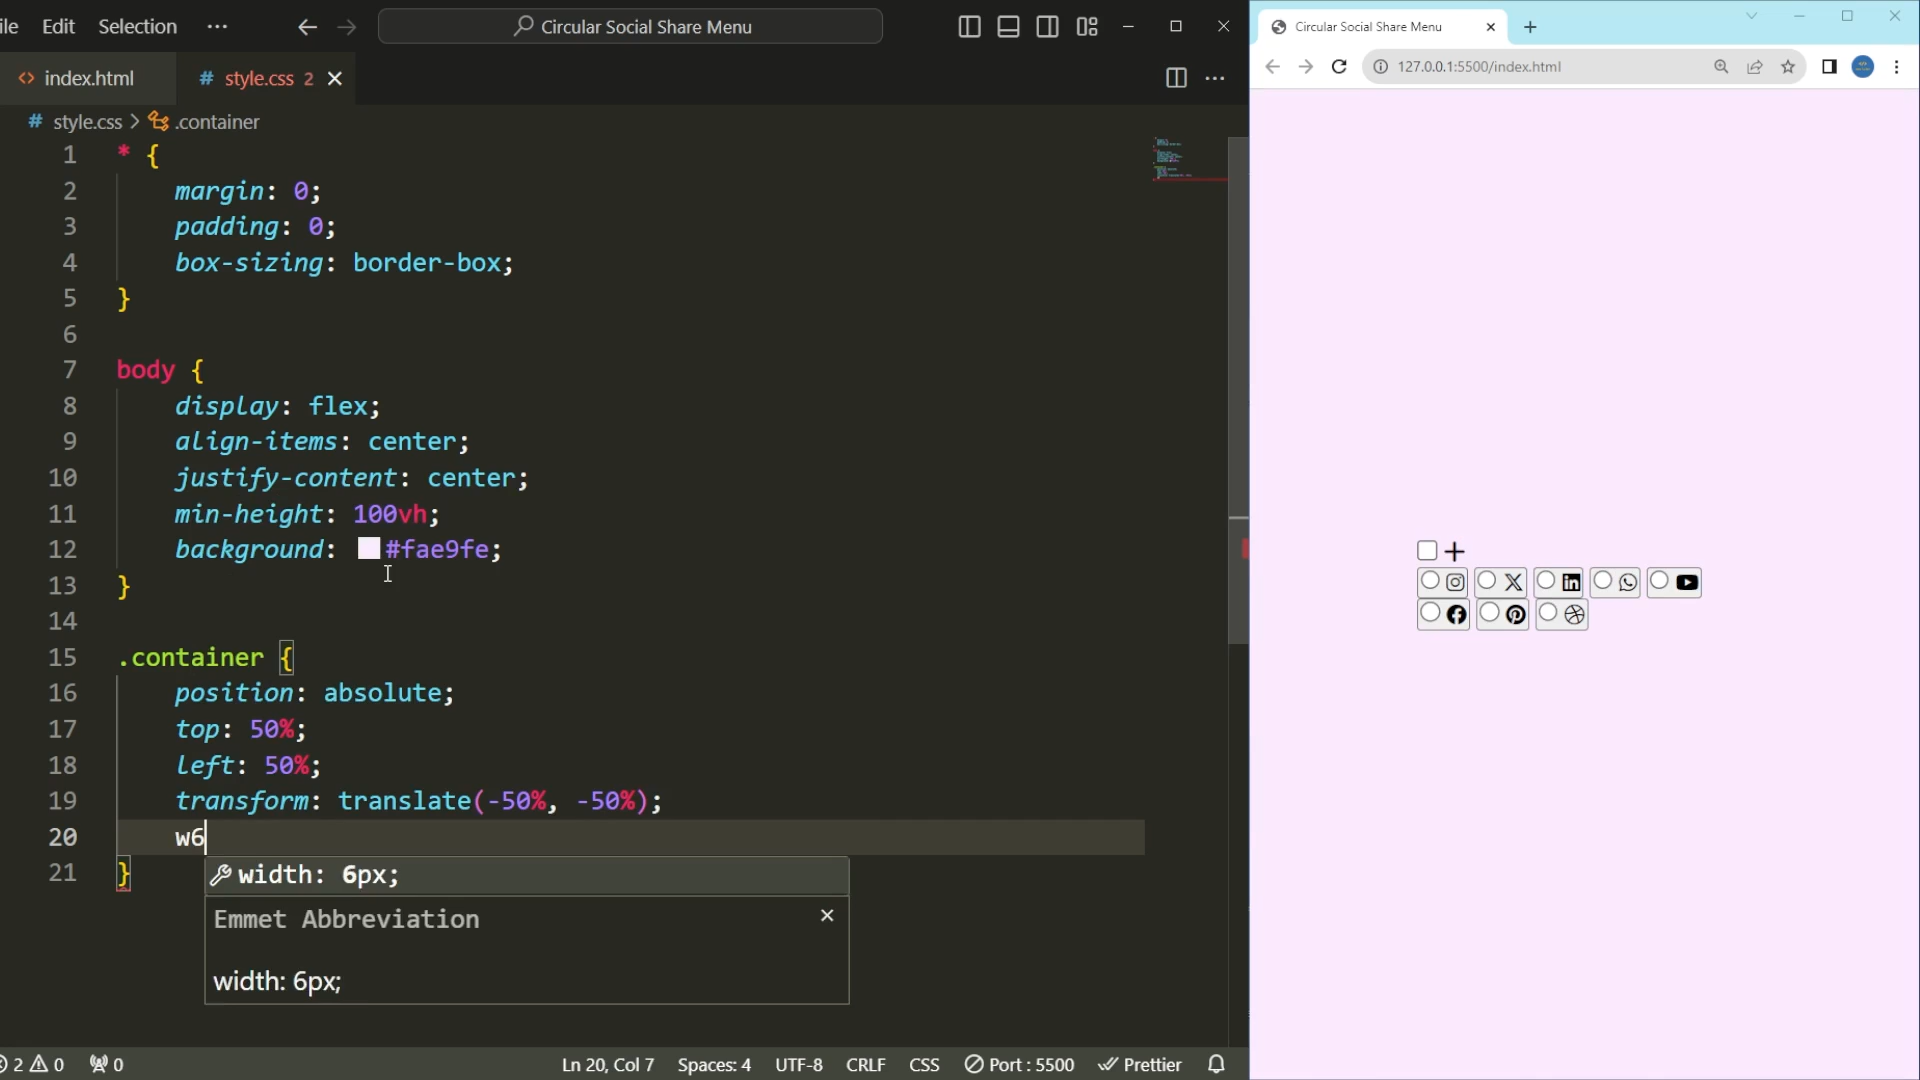 ile Edit Selection ··· Circular Social Share Menu
index.html # style.css 2
# style.css > .container
1 * {
2 margin: 0;
3 padding: 0;
4 box-sizing: border-box;
5 }
6
7 body {
8 display: flex;
9 align-items: center;
10 justify-content: center;
11 min-height: 100vh;
12 background: #fae9fe;
13 }
14
15 .container {
16 position: absolute;
17 top: 50%;
18 left: 50%;
19 transform: translate(-50%, -50%);
20 w6
21 }
width: 6px;
Emmet Abbreviation
width: 6px;
2 0 0 Ln 20, Col 7 Spaces: 4 UTF-8 CRLF CSS Port : 5500 Prettier
Circular Social Share Menu
127.0.0.1:5500/index.html